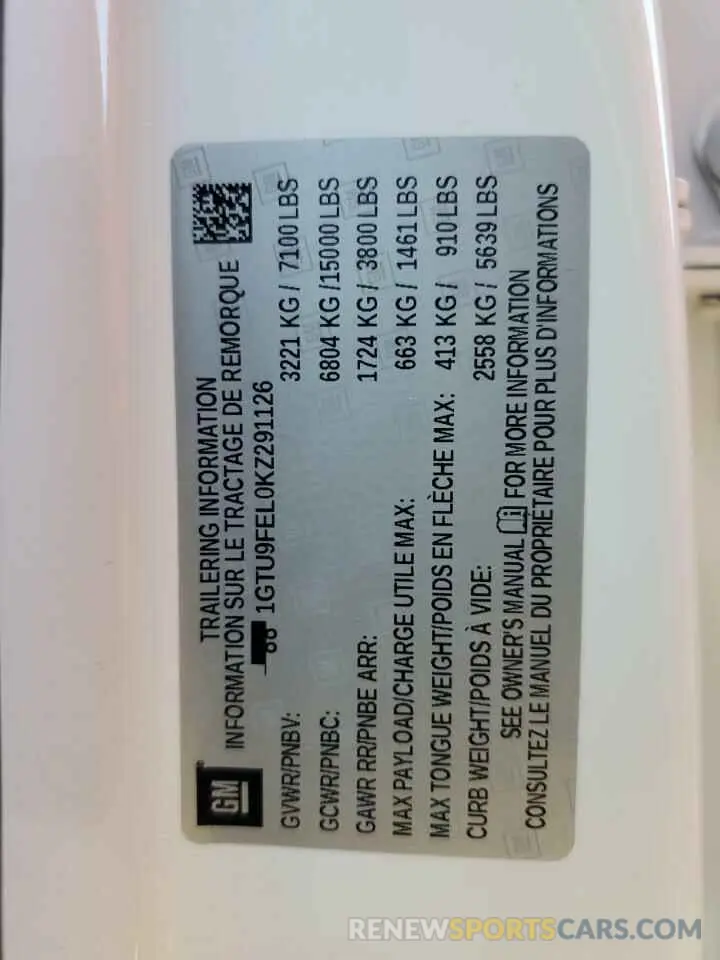 TRAILERING INFORMATION
INFORMATION SUR LE TRACTAGE DE REMORQUE
1GTU9FEL0KZ291126
GM
GVWR/PNBV: 3221 KG / 7100 LBS
GCWR/PNBC: 6804 KG /15000 LBS
GAWR RR/PNBE ARR: 1724 KG / 3800 LBS
MAX PAYLOAD/CHARGE UTILE MAX: 663 KG / 1461 LBS
MAX TONGUE WEIGHT/POIDS EN FLÈCHE MAX: 413 KG / 910 LBS
CURB WEIGHT/POIDS À VIDE: 2558 KG / 5639 LBS
SEE OWNER'S MANUAL FOR MORE INFORMATION
CONSULTEZ LE MANUEL DU PROPRIÉTAIRE POUR PLUS D'INFORMATIONS
RENEWSPORTSCARS.COM